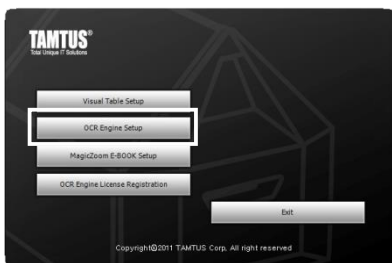 TAMTUS®
Total Unique IT Solutions
Visual Table Setup
OCR Engine Setup
MagicZoom E-BOOK Setup
OCR Engine License Registration
Exit
Copyright@2011 TAMTUS Corp, All right reserved